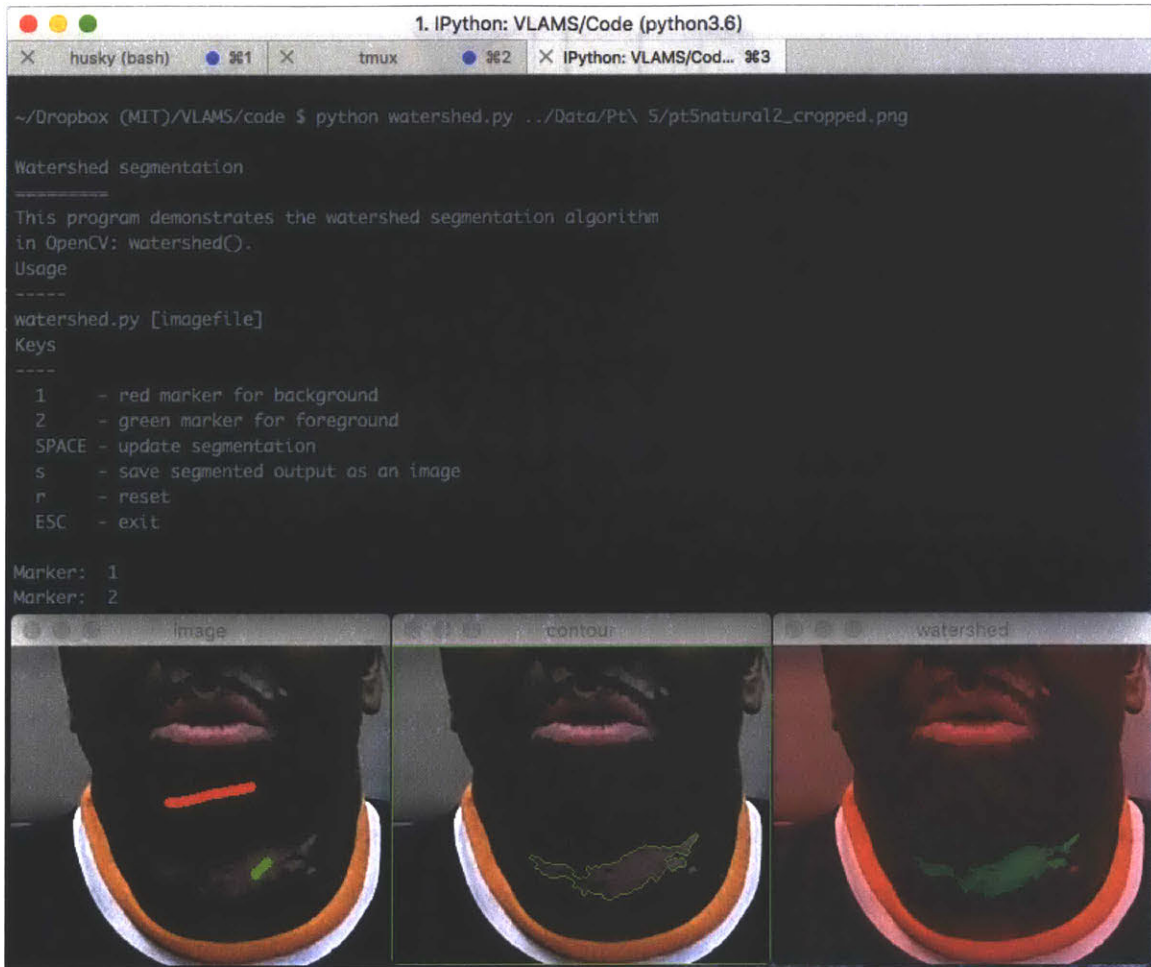 1. IPython: VLAMS/Code (python3.6)
husky (bash) ⌘1 tmux ⌘2 IPython: VLAMS/Cod... ⌘3
~/Dropbox (MIT)/VLAMS/code $ python watershed.py ../Data/Pt\ 5/pt5natural2_cropped.png
Watershed segmentation
=========
This program demonstrates the watershed segmentation algorithm
in OpenCV: watershed().
Usage
-----
watershed.py [imagefile]
Keys
----
1 - red marker for background
2 - green marker for foreground
SPACE - update segmentation
s - save segmented output as an image
r - reset
ESC - exit
Marker: 1
Marker: 2
image contour watershed